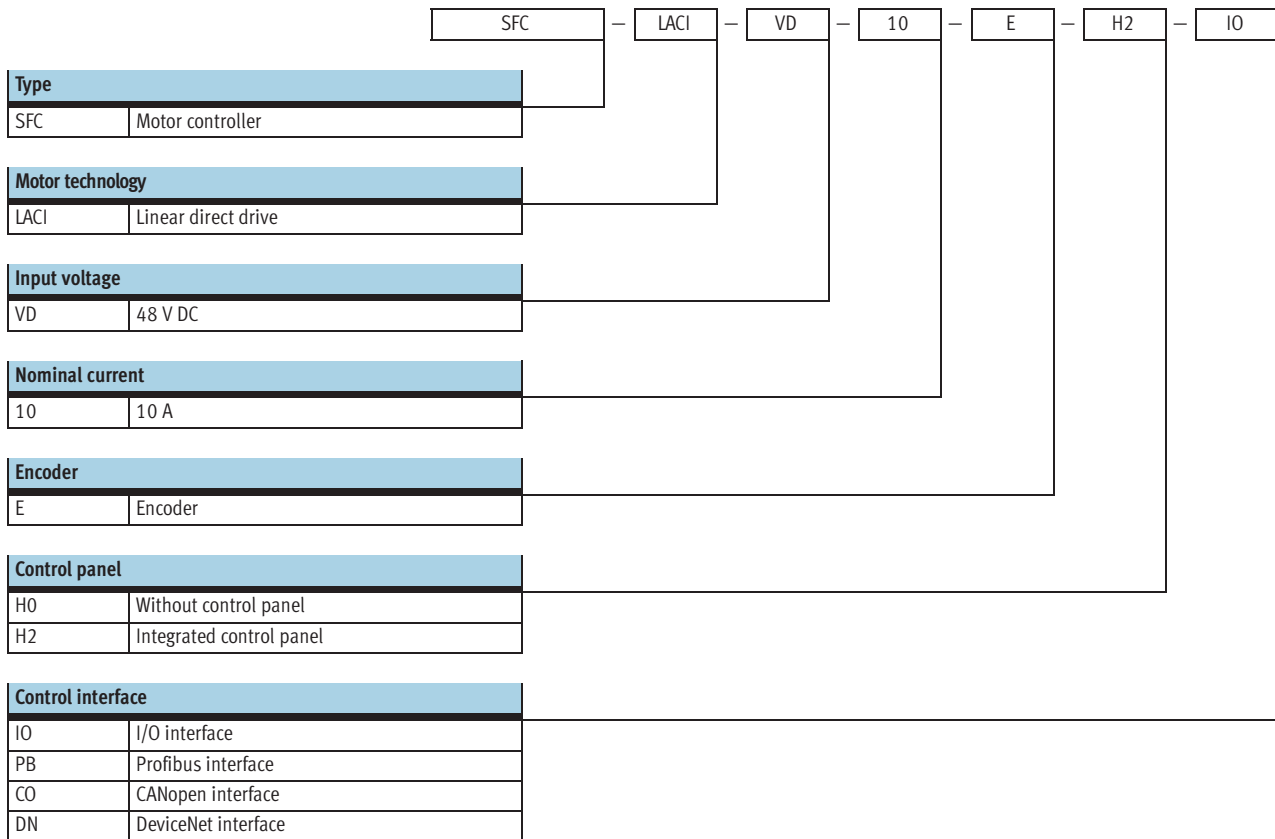 SFC — LACI — VD — 10 — E — H2 — IO
Type
SFC Motor controller
Motor technology
LACI Linear direct drive
Input voltage
VD 48 V DC
Nominal current
10 10 A
Encoder
E Encoder
Control panel
H0 Without control panel
H2 Integrated control panel
Control interface
IO I/O interface
PB Profibus interface
CO CANopen interface
DN DeviceNet interface